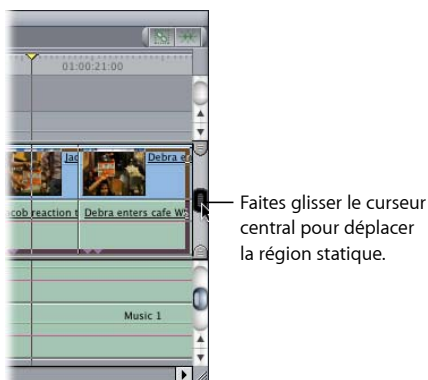 01:00:21:00
Jac
Debra e
cob reaction t
Debra enters cafe W
Faites glisser le curseur
central pour déplacer
la région statique.
Music 1